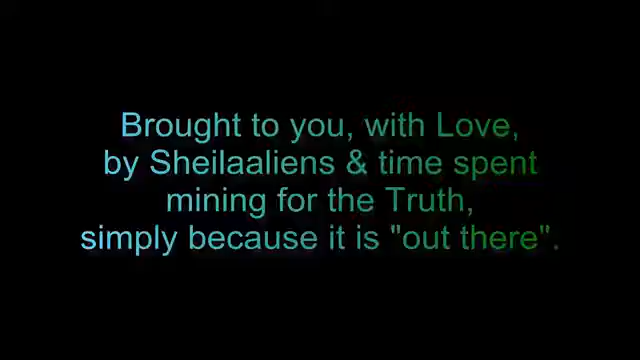 Brought to you, with Love,
by Sheilaaliens & time spent
mining for the Truth,
simply because it is "out there".